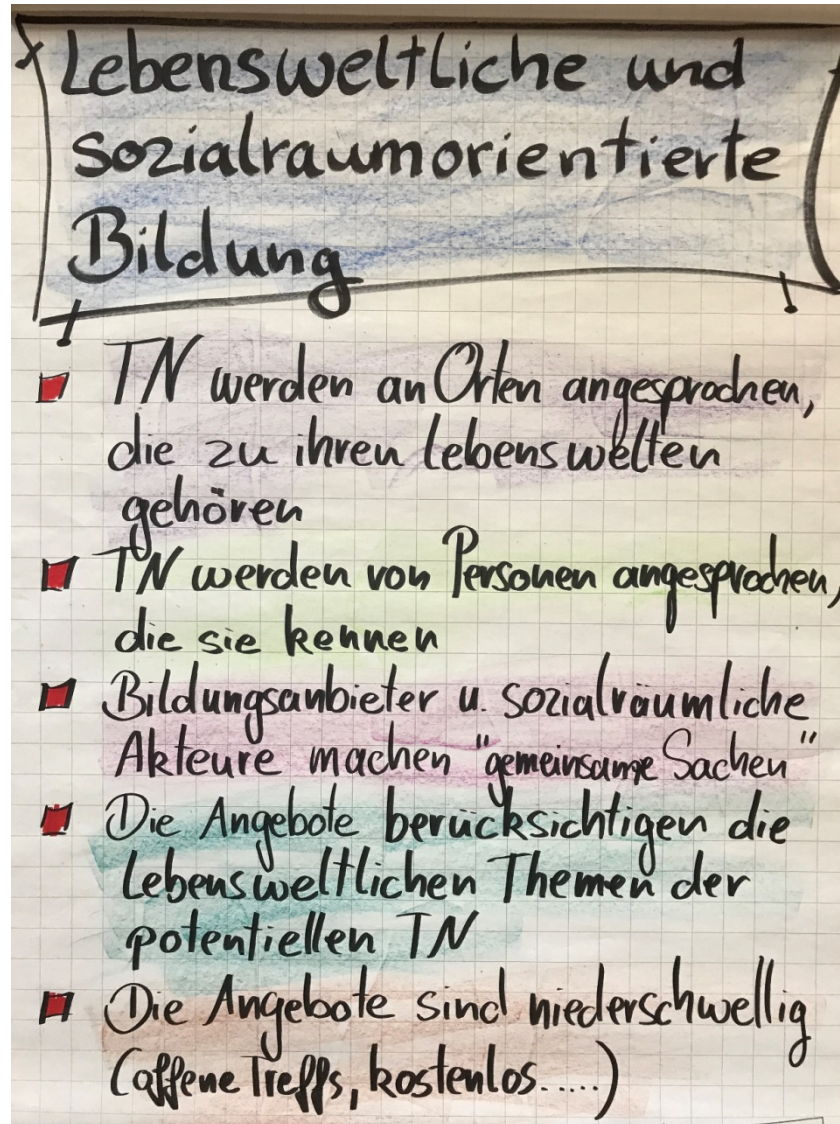 Lebensweltliche und
sozialraumorientierte
Bildung
TN werden an Orten angesprochen,
die zu ihren Lebenswelten
gehören
TN werden von Personen angesprochen,
die sie kennen
Bildungsanbieter u. sozialräumliche
Akteure machen "gemeinsame Sachen"
Die Angebote berücksichtigen die
Lebensweltlichen Themen der
potentiellen TN
Die Angebote sind niederschwellig
(offene Treffs, kostenlos.....)